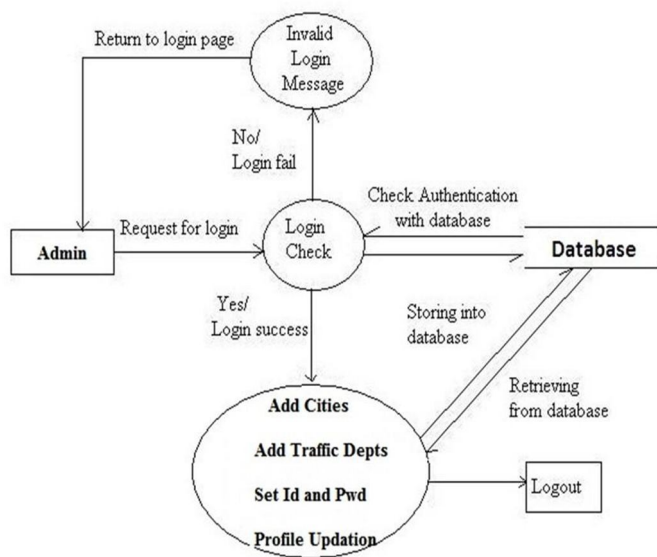 Return to login page
Invalid
Login
Message
No/
Login fail
Check Authentication
with database
Admin
Request for login
Login
Check
Database
Yes/
Login success
Storing into
database
Retrieving
from database
Add Cities
Add Traffic Depts
Set Id and Pwd
Profile Updation
Logout